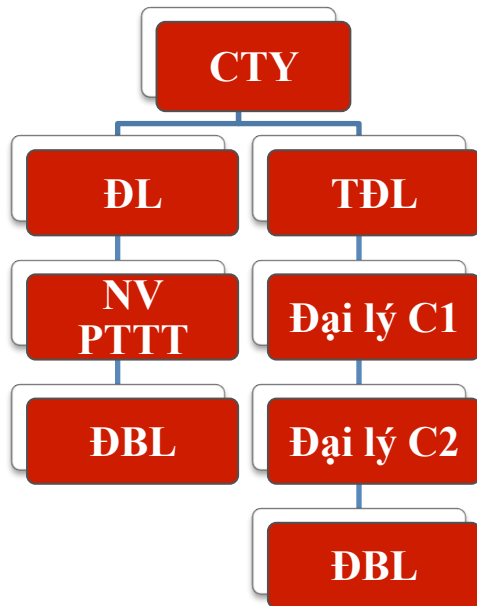 CTY
ĐL
TĐL
NV
PTTT
Đại lý C1
ĐBL
Đại lý C2
ĐBL